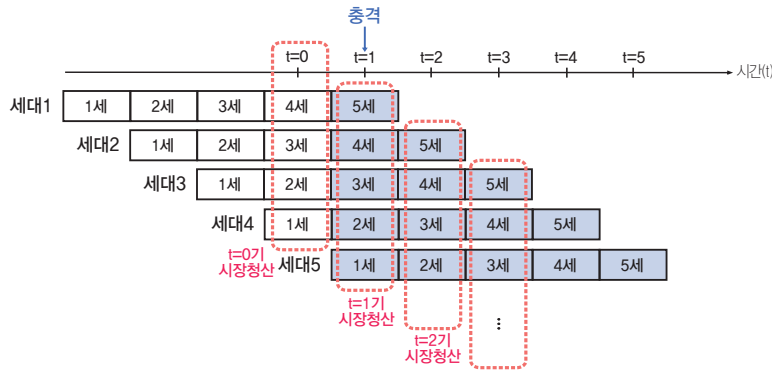 충격
t=0 t=1 t=2 t=3 t=4 t=5
시간(t)
세대1 1세 2세 3세 4세 5세
세대2 1세 2세 3세 4세 5세
세대3 1세 2세 3세 4세 5세
세대4 1세 2세 3세 4세 5세
t=0기
시장청산
세대5 1세 2세 3세 4세 5세
t=1기
시장청산
⋮
t=2기
시장청산